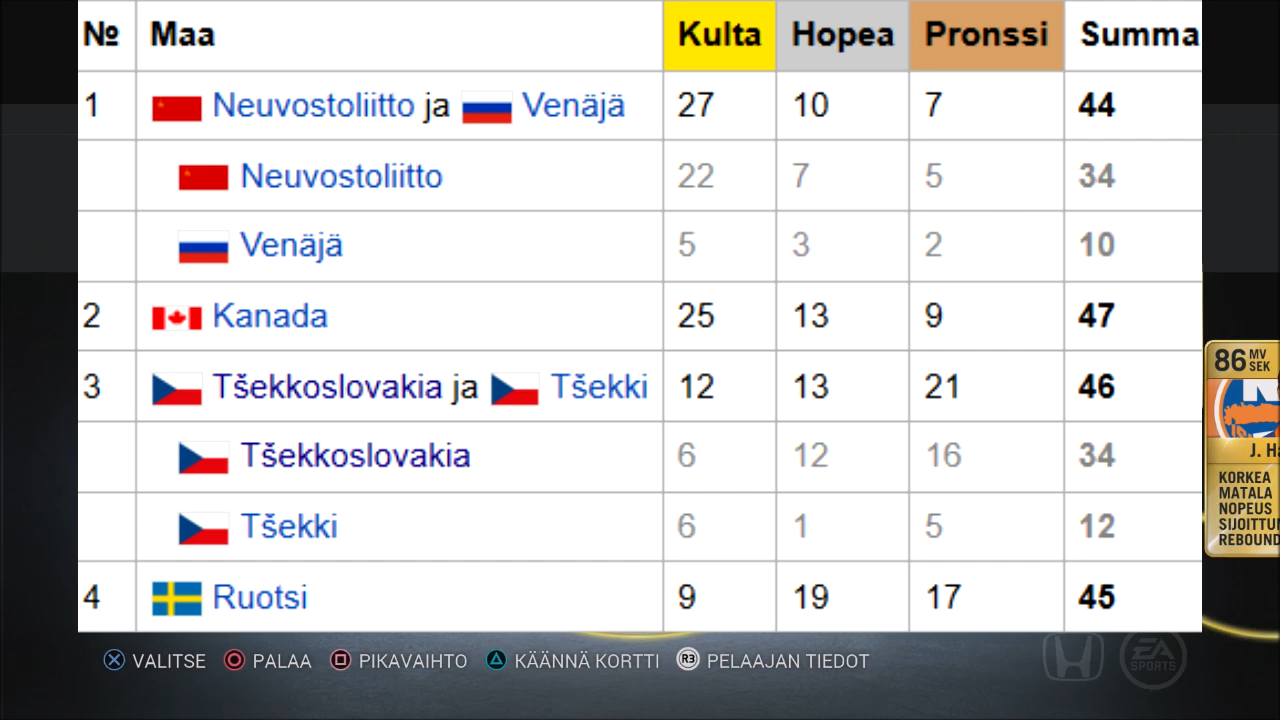 № Maa Kulta Hopea Pronssi Summa
1 Neuvostoliitto ja Venäjä 27 10 7 44
Neuvostoliitto 22 7 5 34
Venäjä 5 3 2 10
2 Kanada 25 13 9 47
3 Tšekkoslovakia ja Tšekki 12 13 21 46
Tšekkoslovakia 6 12 16 34
Tšekki 6 1 5 12
4 Ruotsi 9 19 17 45
86 MV
SEK
J.
KORKEA
MATALA
NOPEUS
REBOUND
VALITSE PALAA PIKAVAIHTO KÄÄNNÄ KORTTI R3 PELAAJAN TIEDOT
EA
SPORTS